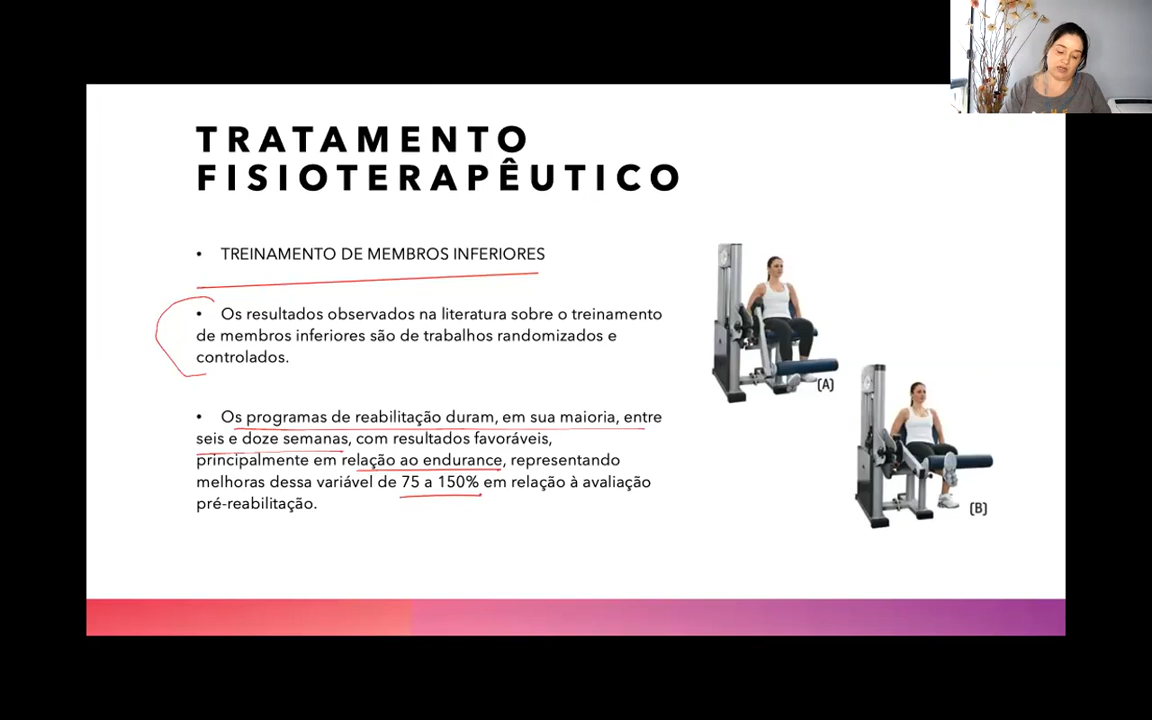 TRATAMENTO
FISIOTERAPÊUTICO
• TREINAMENTO DE MEMBROS INFERIORES
• Os resultados observados na literatura sobre o treinamento
de membros inferiores são de trabalhos randomizados e
controlados.
• Os programas de reabilitação duram, em sua maioria, entre
seis e doze semanas, com resultados favoráveis,
principalmente em relação ao endurance, representando
melhoras dessa variável de 75 a 150% em relação à avaliação
pré-reabilitação.
(A)
(B)